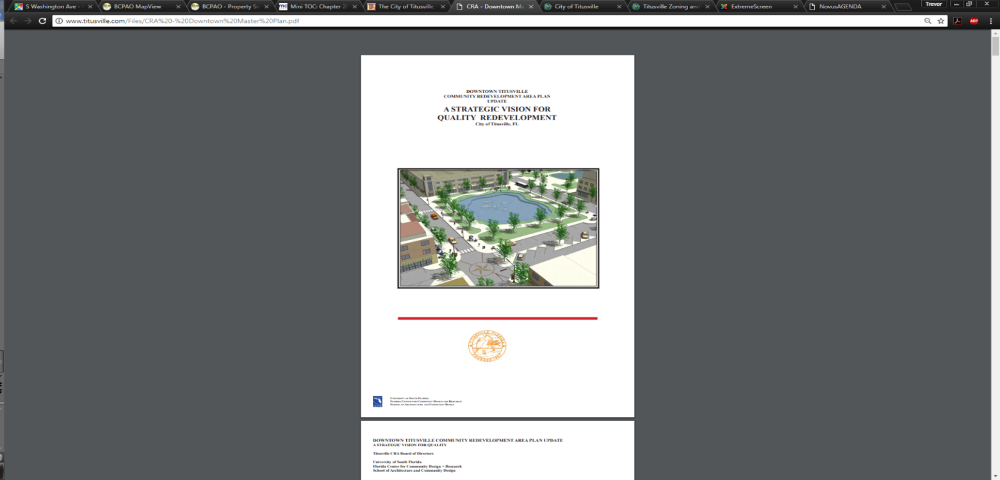 S Washington Ave -
BCPAO MapView
BCPAO - Property Se
Mini TOC: Chapter 2
The City of Titusville,
CRA - Downtown Ma
City of Titusville
Titusville Zoning and
ExtremeScreen
NovusAGENDA
Trevor
www.titusville.com/Files/CRA%20-%20Downtown%20Master%20Plan.pdf
ABP
DOWNTOWN TITUSVILLE
COMMUNITY REDEVELOPMENT AREA PLAN
UPDATE
A STRATEGIC VISION FOR
QUALITY REDEVELOPMENT
City of Titusville, FL
TITUSVILLE, FLORIDA
FOUNDED 1867
UNIVERSITY OF SOUTH FLORIDA
FLORIDA CENTER FOR COMMUNITY DESIGN AND RESEARCH
SCHOOL OF ARCHITECTURE AND COMMUNITY DESIGN
DOWNTOWN TITUSVILLE COMMUNITY REDEVELOPMENT AREA PLAN UPDATE
A STRATEGIC VISION FOR QUALITY
Titusville CRA Board of Directors
University of South Florida
Florida Center for Community Design + Research
School of Architecture and Community Design